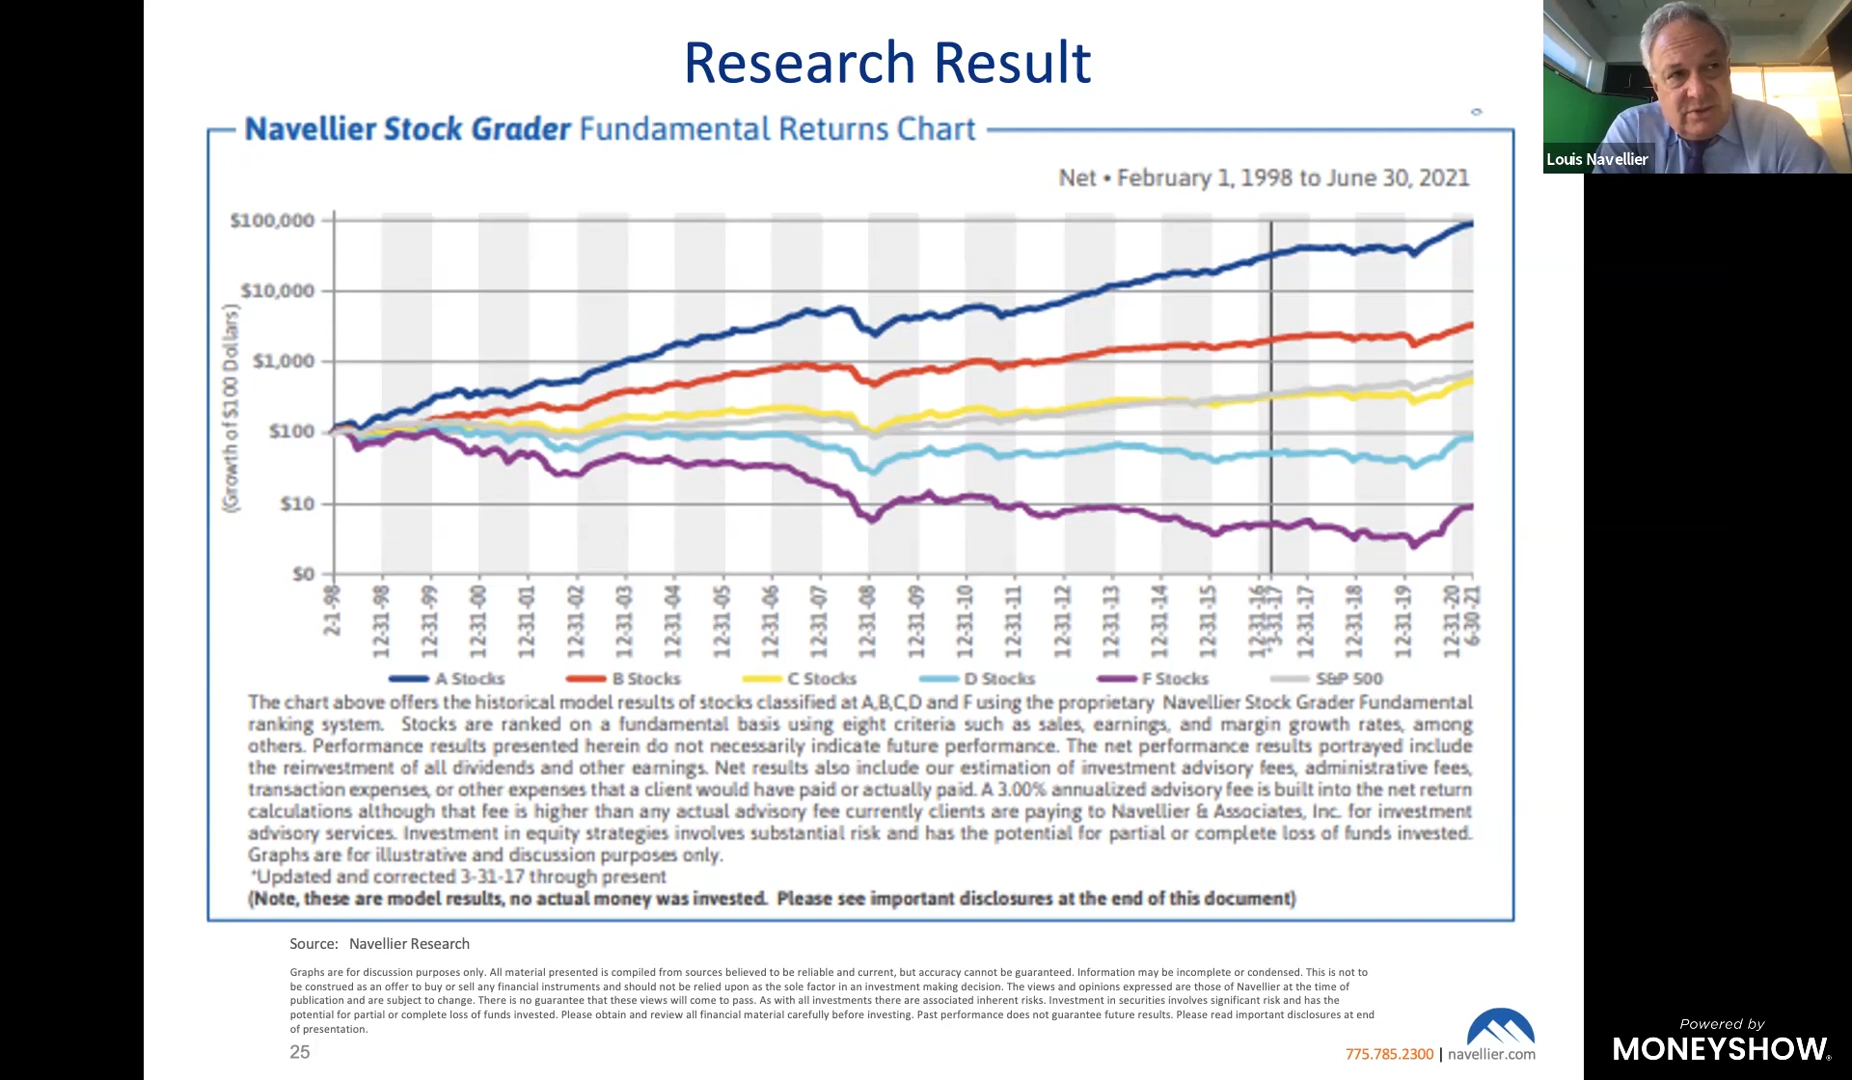 Research Result
Louis Navellier
Navellier Stock Grader Fundamental Returns Chart
Net • February 1, 1998 to June 30, 2021
(Growth of $100 Dollars)
$100,000
$10,000
$1,000
$100
$10
$0
2-1-98
12-31-98
12-31-99
12-31-00
12-31-01
12-31-02
12-31-03
12-31-04
12-31-05
12-31-06
12-31-07
12-31-08
12-31-09
12-31-10
12-31-11
12-31-12
12-31-13
12-31-14
12-31-15
12-31-16
*3-31-17
12-31-17
12-31-18
12-31-19
12-31-20
6-30-21
A Stocks B Stocks C Stocks D Stocks F Stocks S&P 500
The chart above offers the historical model results of stocks classified at A,B,C,D and F using the proprietary Navellier Stock Grader Fundamental
ranking system. Stocks are ranked on a fundamental basis using eight criteria such as sales, earnings, and margin growth rates, among
others. Performance results presented herein do not necessarily indicate future performance. The net performance results portrayed include
the reinvestment of all dividends and other earnings. Net results also include our estimation of investment advisory fees, administrative fees,
transaction expenses, or other expenses that a client would have paid or actually paid. A 3.00% annualized advisory fee is built into the net return
calculations although that fee is higher than any actual advisory fee currently clients are paying to Navellier & Associates, Inc. for investment
advisory services. Investment in equity strategies involves substantial risk and has the potential for partial or complete loss of funds invested.
Graphs are for illustrative and discussion purposes only.
*Updated and corrected 3-31-17 through present
(Note, these are model results, no actual money was invested. Please see important disclosures at the end of this document)
Source: Navellier Research
Graphs are for discussion purposes only. All material presented is compiled from sources believed to be reliable and current, but accuracy cannot be guaranteed. Information may be incomplete or condensed. This is not to
be construed as an offer to buy or sell any financial instruments and should not be relied upon as the sole factor in an investment making decision. The views and opinions expressed are those of Navellier at the time of
publication and are subject to change. There is no guarantee that these views will come to pass. As with all investments there are associated inherent risks. Investment in securities involves significant risk and has the
potential for partial or complete loss of funds invested. Please obtain and review all financial material carefully before investing. Past performance does not guarantee future results. Please read important disclosures at end
of presentation.
25
775.785.2300 | navellier.com
Powered by
MONEYSHOW.